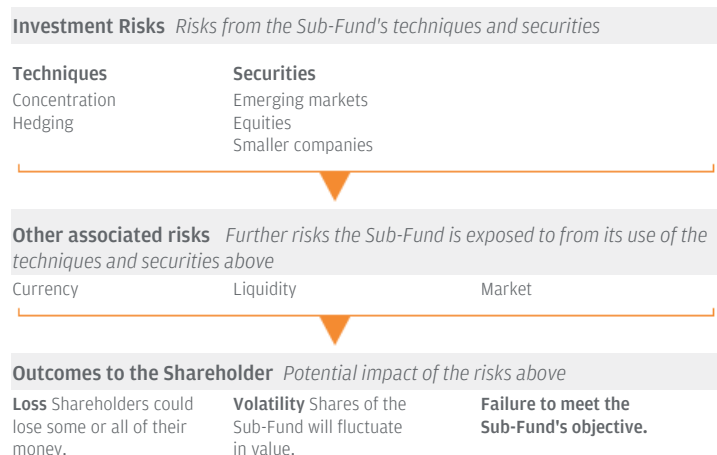 Investment Risks Risks from the Sub-Fund's techniques and securities
Techniques
Concentration
Hedging
Securities
Emerging markets
Equities
Smaller companies
Other associated risks Further risks the Sub-Fund is exposed to from its use of the
techniques and securities above
Currency
Liquidity
Market
Outcomes to the Shareholder Potential impact of the risks above
Loss Shareholders could
lose some or all of their
money.
Volatility Shares of the
Sub-Fund will fluctuate
in value.
Failure to meet the
Sub-Fund's objective.